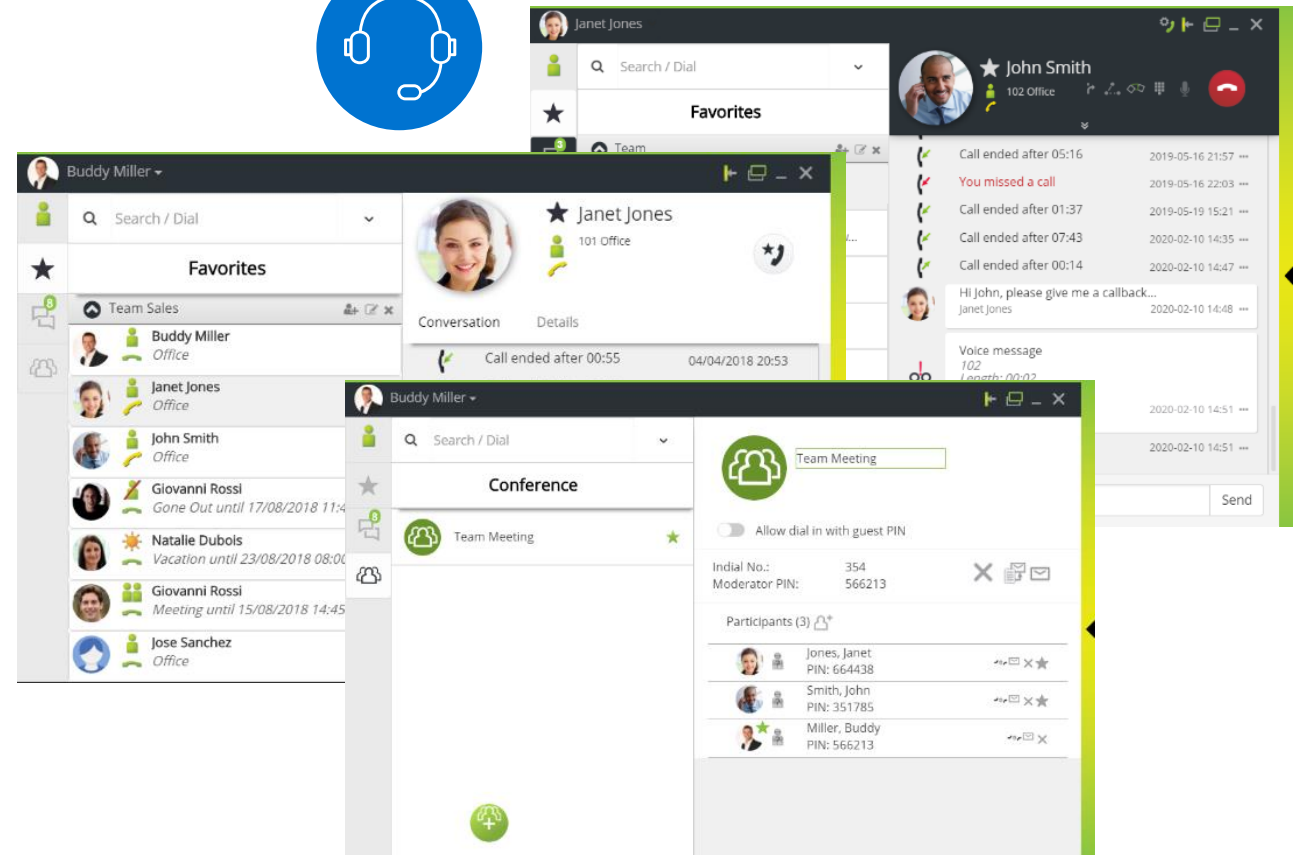 Janet Jones
Search / Dial
Favorites
Team
John Smith
102 Office
Call ended after 05:16 2019-05-16 21:57
You missed a call 2019-05-16 22:03
Call ended after 01:37 2019-05-19 15:21
Call ended after 07:43 2020-02-10 14:35
Call ended after 00:14 2020-02-10 14:47
Hi John, please give me a callback...
Janet Jones 2020-02-10 14:48
Voice message
102
Length: 00:02
2020-02-10 14:51
2020-02-10 14:51
Send
Buddy Miller
Search / Dial
Favorites
8
Team Sales
Buddy Miller
Office
Janet Jones
Office
John Smith
Office
Giovanni Rossi
Gone Out until 17/08/2018 11:4
Natalie Dubois
Vacation until 23/08/2018 08:00
Giovanni Rossi
Meeting until 15/08/2018 14:45
Jose Sanchez
Office
Janet Jones
101 Office
Conversation Details
Call ended after 00:55 04/04/2018 20:53
Buddy Miller
Search / Dial
Conference
8
Team Meeting
Team Meeting
Allow dial in with guest PIN
Indial No.: 354
Moderator PIN: 566213
Participants (3)
Jones, Janet
PIN: 664438
Smith, John
PIN: 351785
Miller, Buddy
PIN: 566213